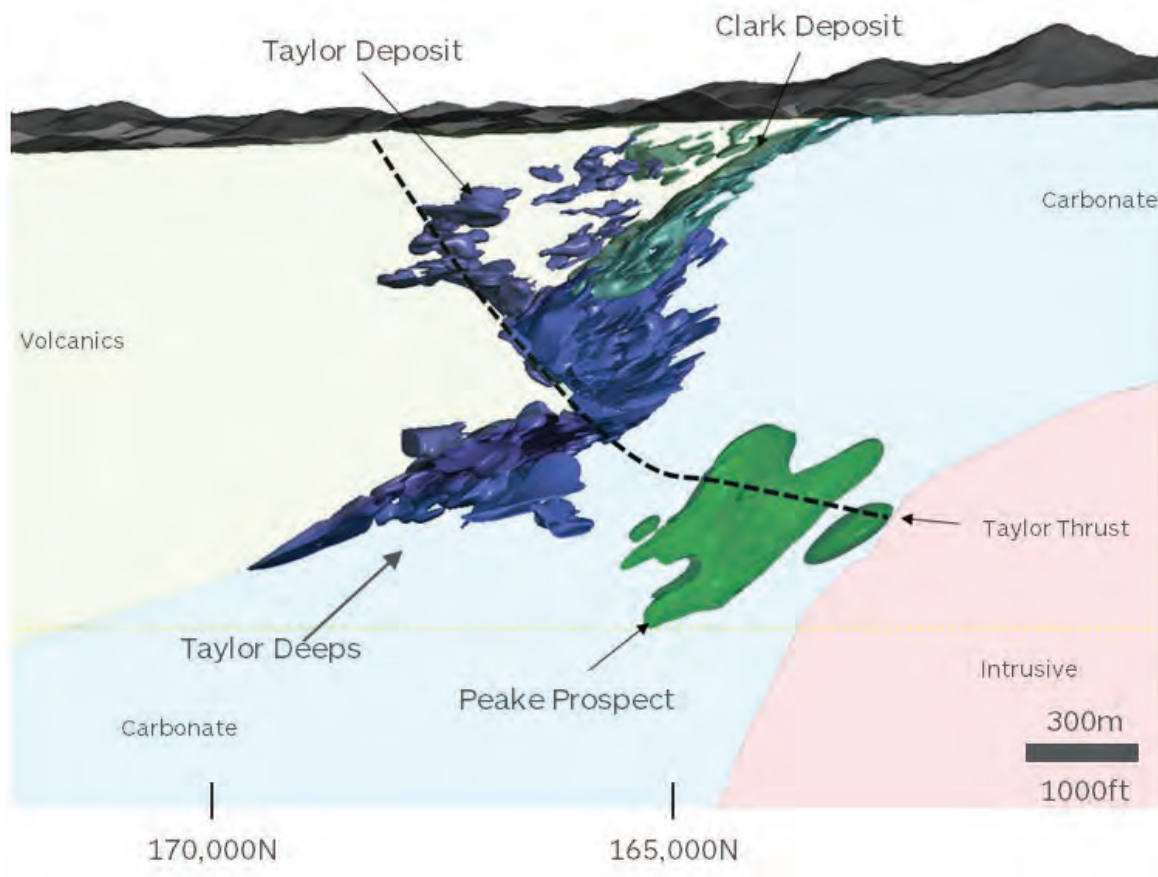 Clark Deposit
Taylor Deposit
Carbonate
Volcanics
Taylor Thrust
Taylor Deeps
Intrusive
Peake Prospect
Carbonate
300m
1000ft
170,000N
165,000N